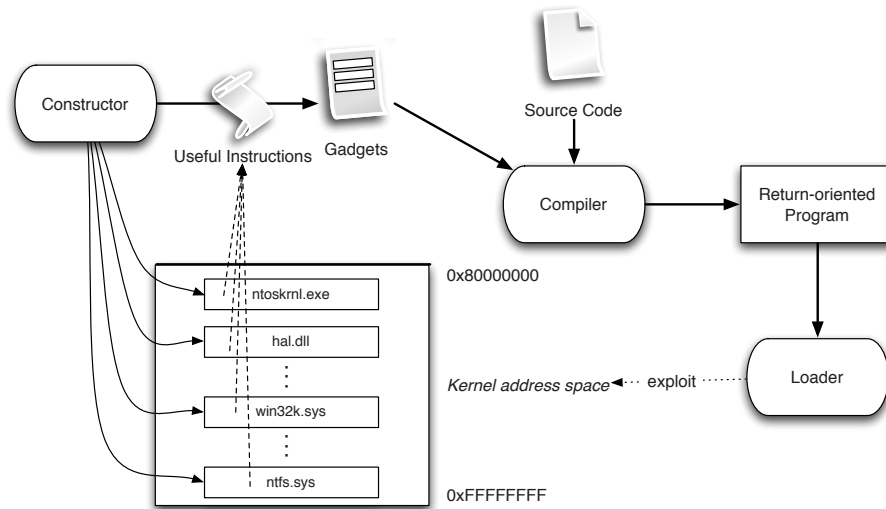 Constructor
Useful Instructions
Gadgets
Source Code
Compiler
Return-oriented
Program
0x80000000
ntoskrnl.exe
hal.dll
Kernel address space
exploit
Loader
win32k.sys
ntfs.sys
0xFFFFFFFF